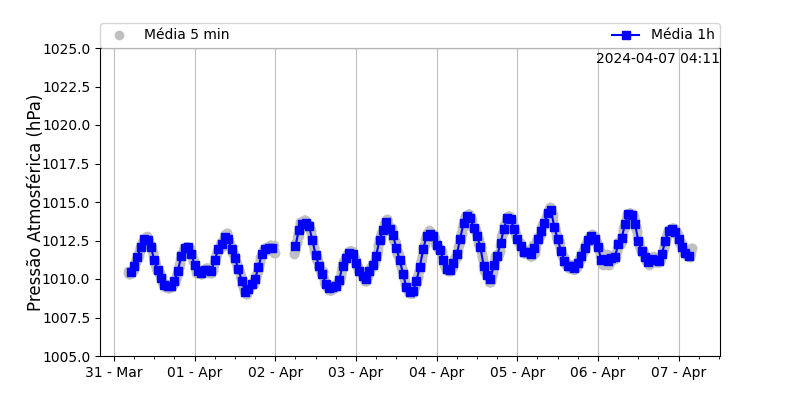 Média 5 min
Média 1h
2024-04-07 04:11
Pressão Atmosférica (hPa)
1025.0
1022.5
1020.0
1017.5
1015.0
1012.5
1010.0
1007.5
1005.0
31 - Mar
01 - Apr
02 - Apr
03 - Apr
04 - Apr
05 - Apr
06 - Apr
07 - Apr